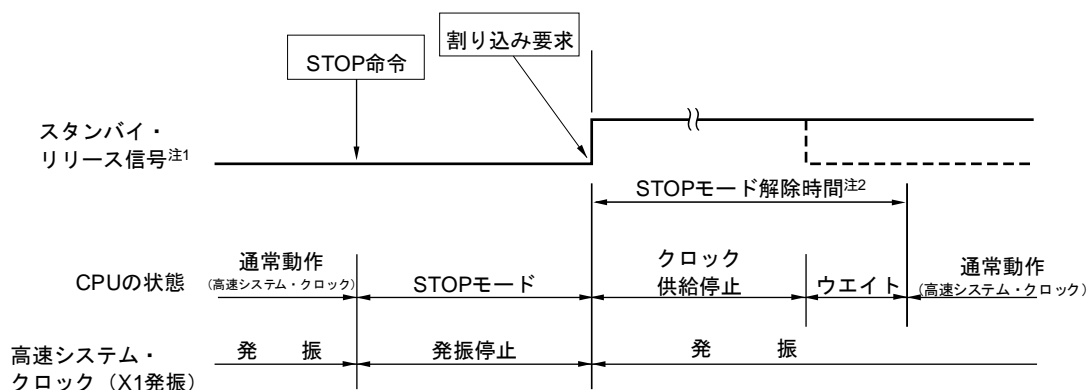 割り込み要求
STOP命令
スタンバイ・
リリース信号注1
STOPモード解除時間注2
CPUの状態
通常動作
(高速システム・クロック)
STOPモード
クロック
供給停止
ウエイト
通常動作
(高速システム・クロック)
高速システム・
クロック（X1発振）
発　振
発振停止
発　振